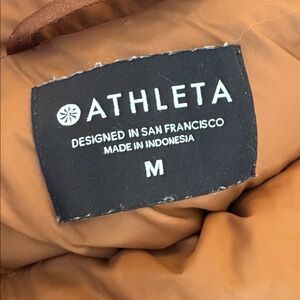 ATHLETA
DESIGNED IN SAN FRANCISCO
MADE IN INDONESIA
M